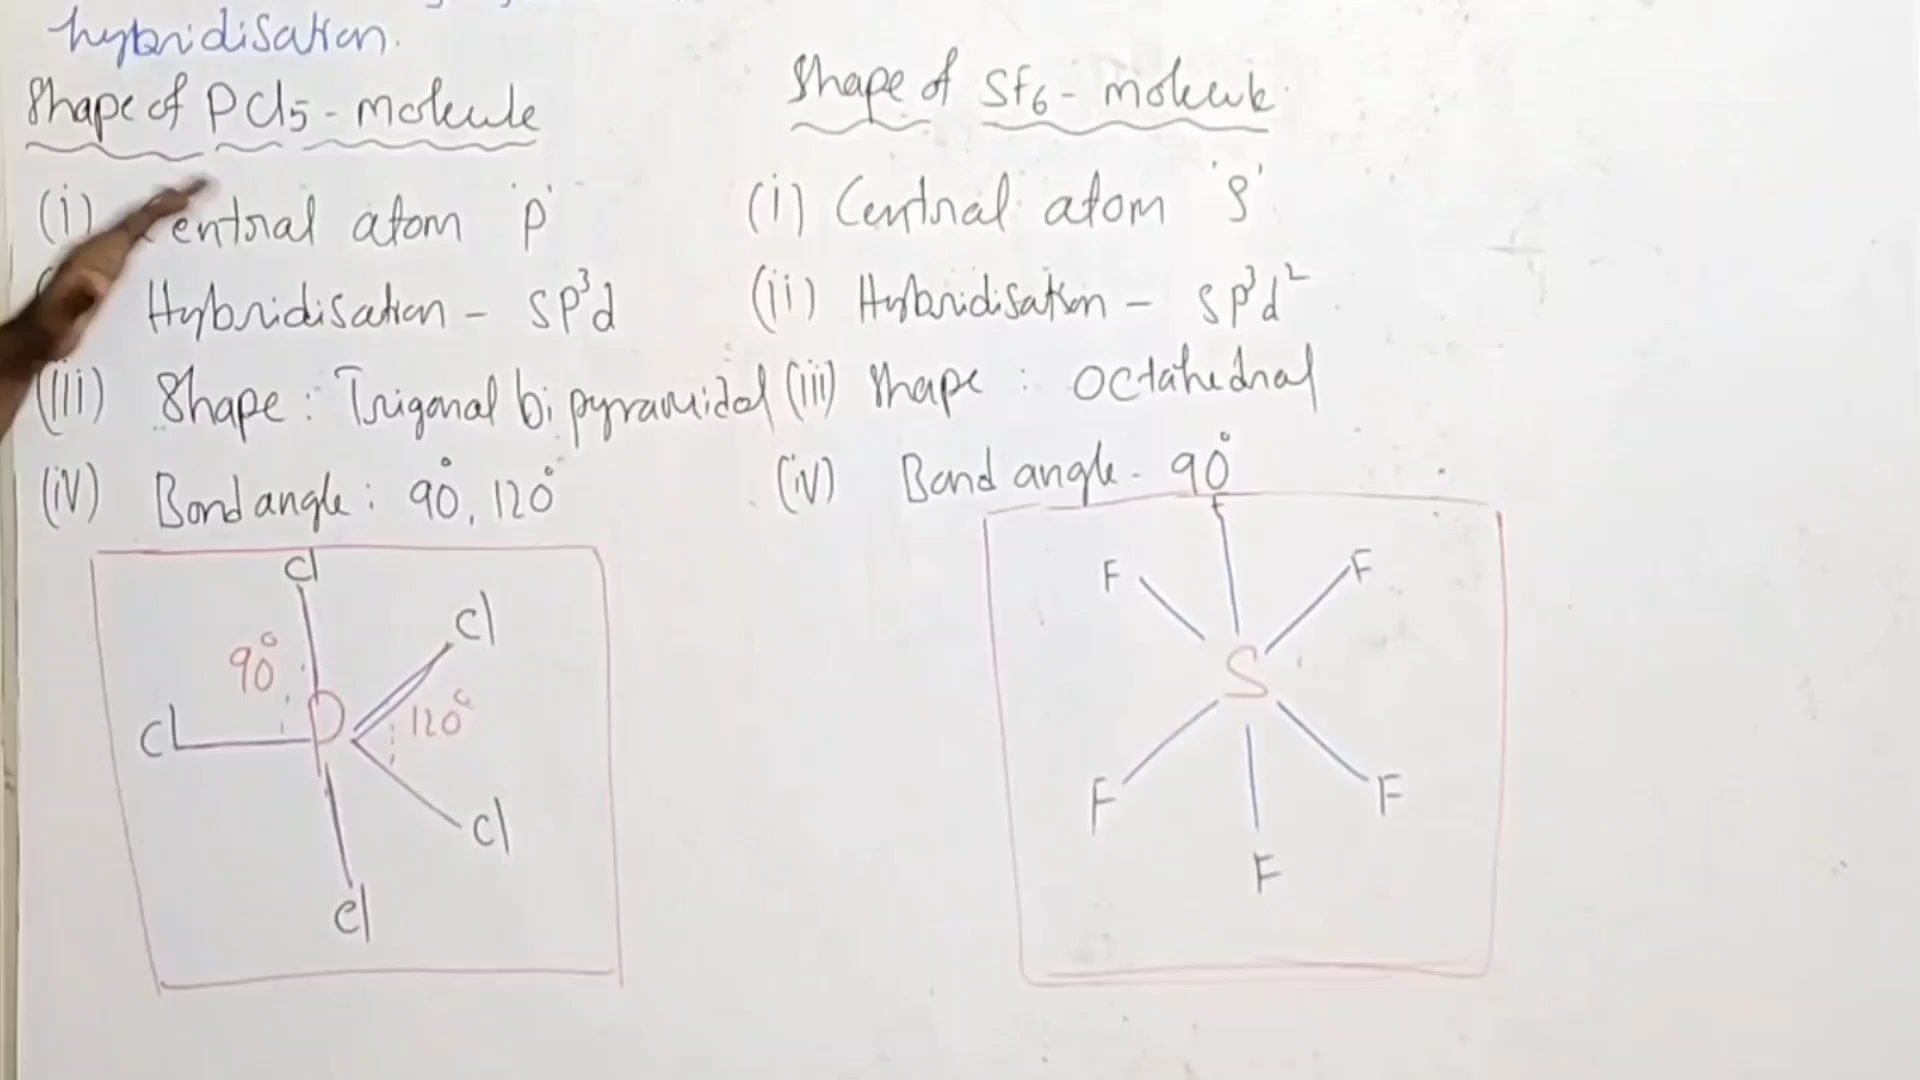 hybridisation.
Shape of PCl5 - molecule
(i) Central atom 'P'
Hybridisation - sp³d
(iii) Shape : Trigonal bi pyramidal
(iv) Bond angle : 90°, 120°
Cl
Cl
90°
P
120°
Cl
Cl
Cl
Shape of SF6 - molecule
(i) Central atom 'S'
(ii) Hybridisation - sp³d²
(iii) Shape : Octahedral
(iv) Bond angle - 90°
F
F
F
S
F
F
F